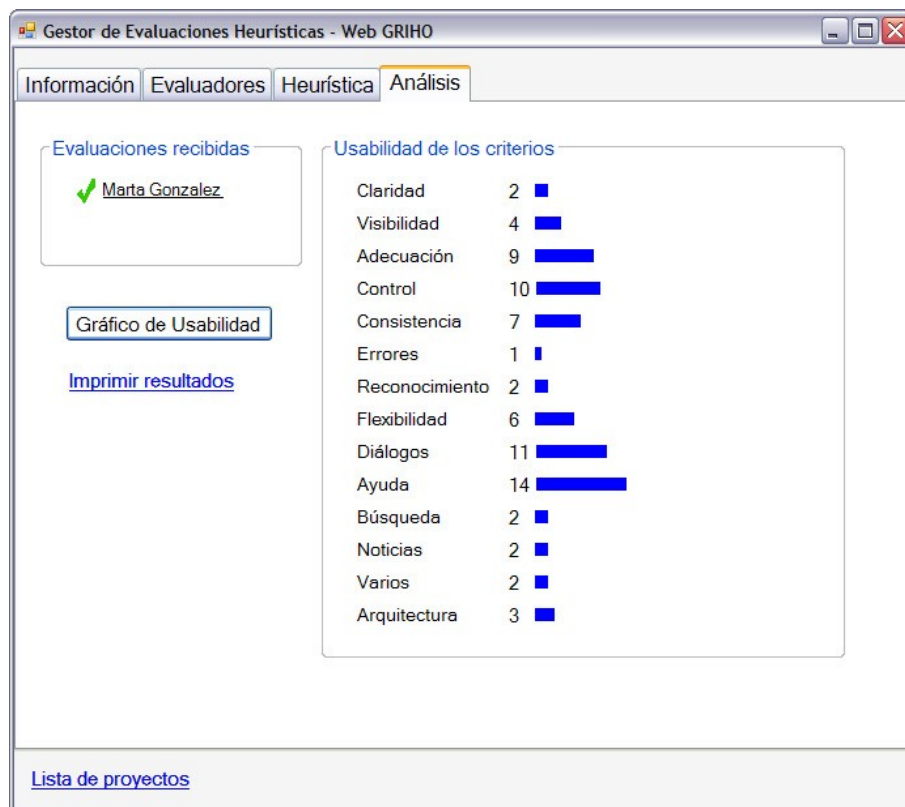 Gestor de Evaluaciones Heurísticas - Web GRIHO
Información Evaluadores Heurística Análisis
Evaluaciones recibidas
Marta Gonzalez
Gráfico de Usabilidad
Imprimir resultados
Usabilidad de los criterios
Claridad 2
Visibilidad 4
Adecuación 9
Control 10
Consistencia 7
Errores 1
Reconocimiento 2
Flexibilidad 6
Diálogos 11
Ayuda 14
Búsqueda 2
Noticias 2
Varios 2
Arquitectura 3
Lista de proyectos